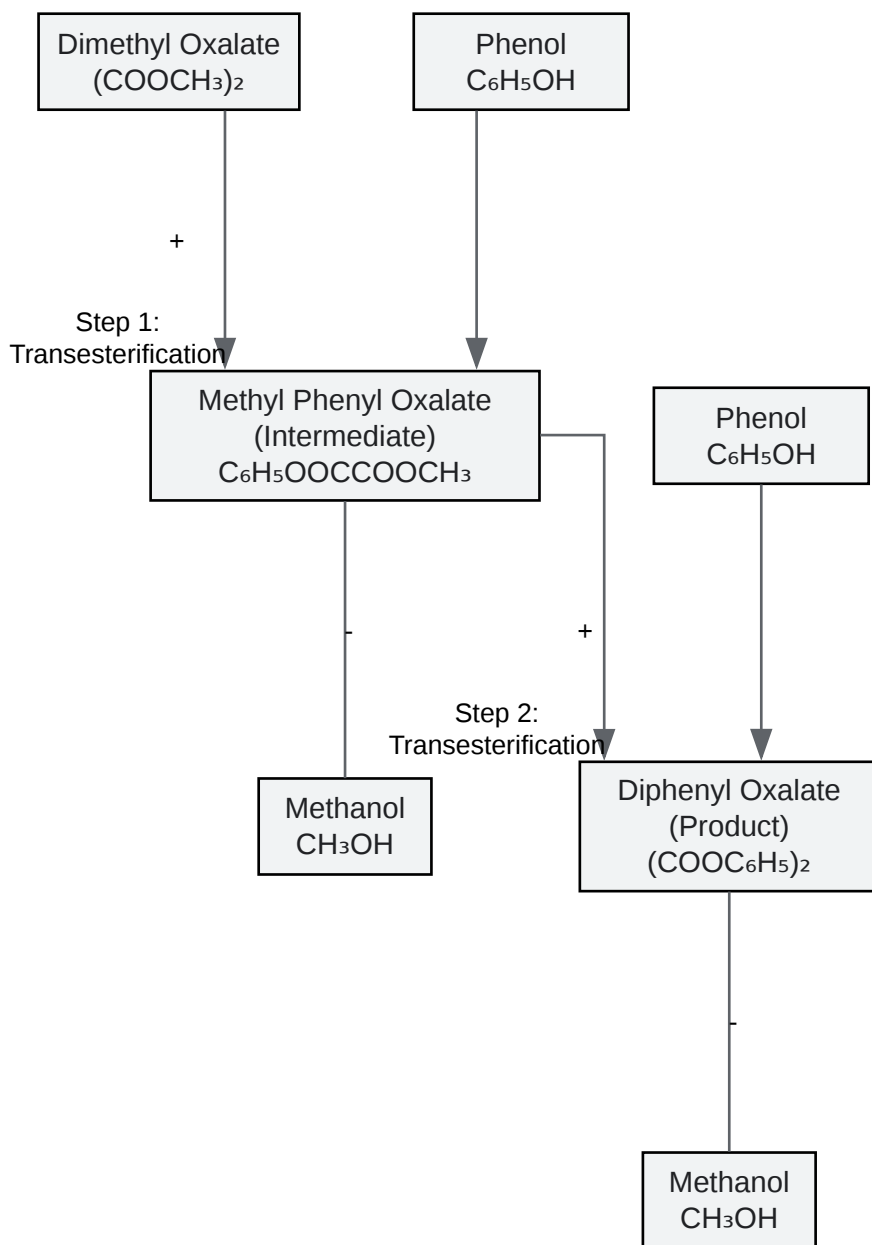 Dimethyl Oxalate
(COOCH₃)₂
Phenol
C₆H₅OH
+
Step 1:
Transesterification
Methyl Phenyl Oxalate
(Intermediate)
C₆H₅OOCCOOCH₃
Phenol
C₆H₅OH
-
+
Step 2:
Transesterification
Methanol
CH₃OH
Diphenyl Oxalate
(Product)
(COOC₆H₅)₂
-
Methanol
CH₃OH